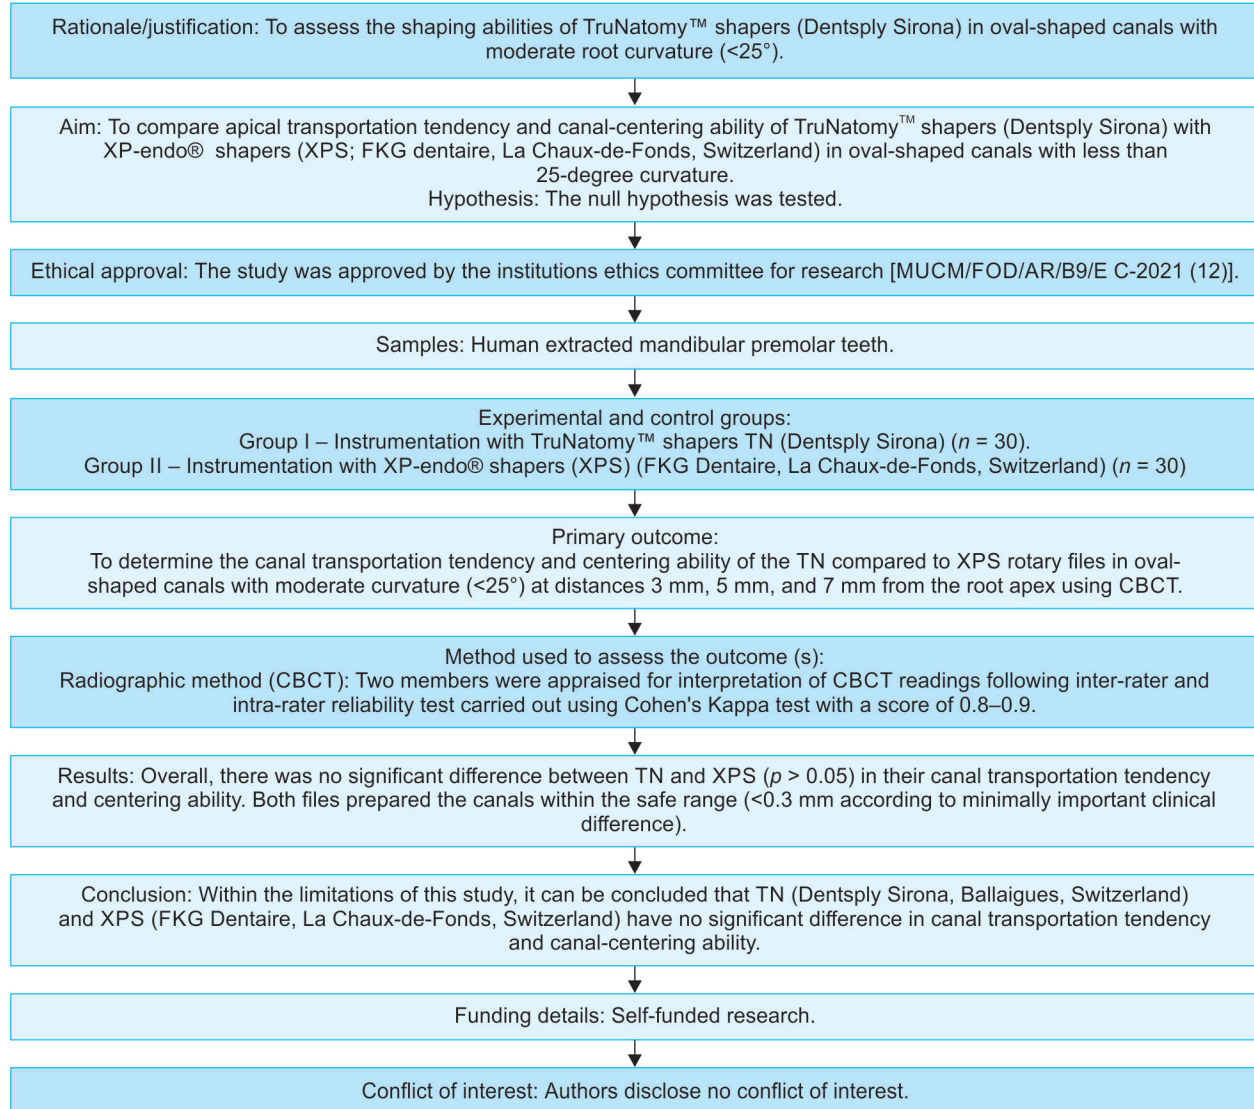 Rationale/justification: To assess the shaping abilities of TruNatomy™ shapers (Dentsply Sirona) in oval-shaped canals with
moderate root curvature (<25°).
Aim: To compare apical transportation tendency and canal-centering ability of TruNatomy™ shapers (Dentsply Sirona) with
XP-endo® shapers (XPS; FKG dentaire, La Chaux-de-Fonds, Switzerland) in oval-shaped canals with less than
25-degree curvature.
Hypothesis: The null hypothesis was tested.
Ethical approval: The study was approved by the institutions ethics committee for research [MUCM/FOD/AR/B9/E C-2021 (12)].
Samples: Human extracted mandibular premolar teeth.
Experimental and control groups:
Group I – Instrumentation with TruNatomy™ shapers TN (Dentsply Sirona) (n = 30).
Group II – Instrumentation with XP-endo® shapers (XPS) (FKG Dentaire, La Chaux-de-Fonds, Switzerland) (n = 30)
Primary outcome:
To determine the canal transportation tendency and centering ability of the TN compared to XPS rotary files in oval-
shaped canals with moderate curvature (<25°) at distances 3 mm, 5 mm, and 7 mm from the root apex using CBCT.
Method used to assess the outcome (s):
Radiographic method (CBCT): Two members were appraised for interpretation of CBCT readings following inter-rater and
intra-rater reliability test carried out using Cohen's Kappa test with a score of 0.8–0.9.
Results: Overall, there was no significant difference between TN and XPS (p > 0.05) in their canal transportation tendency
and centering ability. Both files prepared the canals within the safe range (<0.3 mm according to minimally important clinical
difference).
Conclusion: Within the limitations of this study, it can be concluded that TN (Dentsply Sirona, Ballaigues, Switzerland)
and XPS (FKG Dentaire, La Chaux-de-Fonds, Switzerland) have no significant difference in canal transportation tendency
and canal-centering ability.
Funding details: Self-funded research.
Conflict of interest: Authors disclose no conflict of interest.